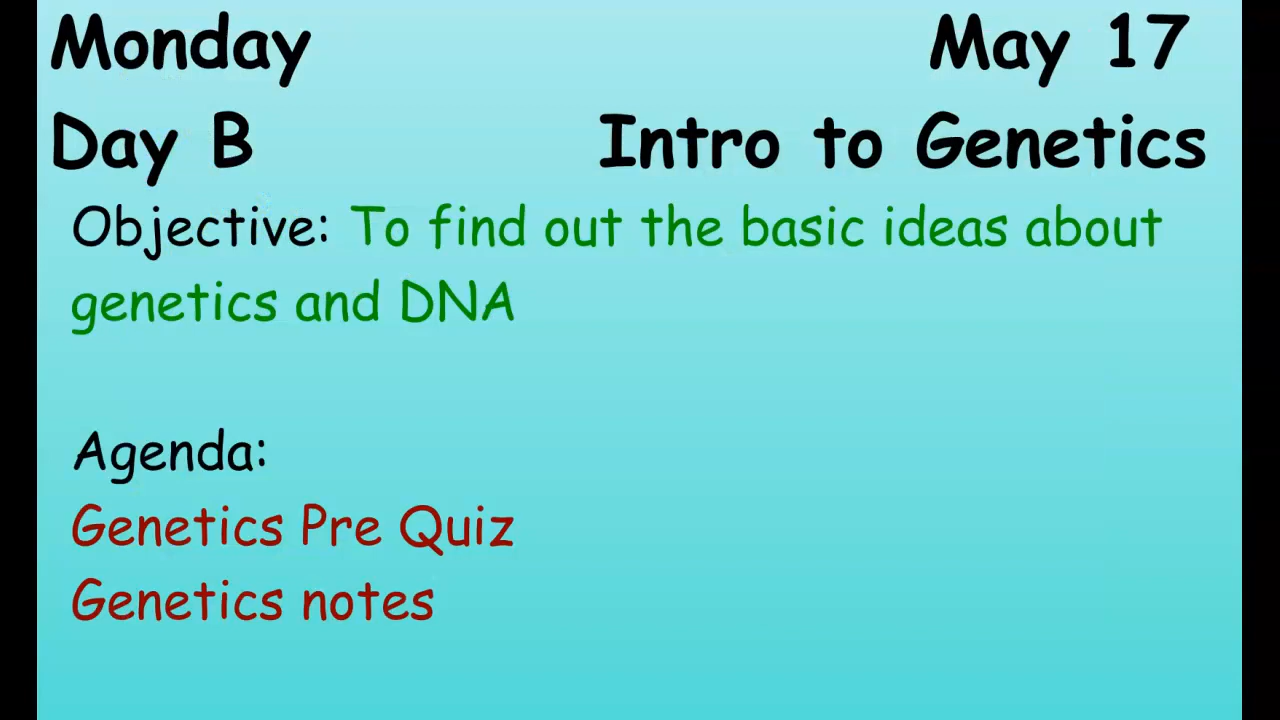 Monday May 17
Day B Intro to Genetics
Objective: To find out the basic ideas about
genetics and DNA
Agenda:
Genetics Pre Quiz
Genetics notes